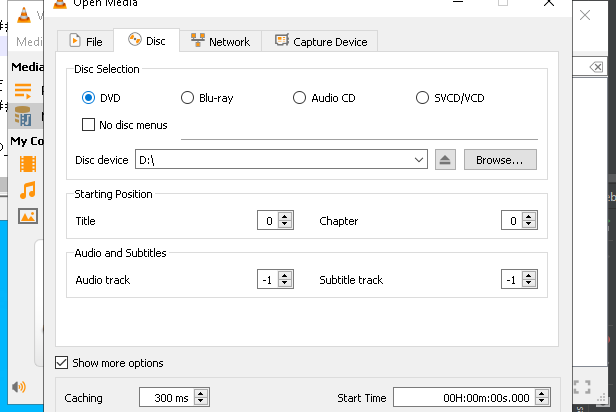 Open Media
Medi
Media
My Co
File
Disc
Network
Capture Device
Disc Selection
DVD
Blu-ray
Audio CD
SVCD/VCD
No disc menus
Disc device
D:\
Browse...
Starting Position
Title
0
Chapter
0
Audio and Subtitles
Audio track
-1
Subtitle track
-1
Show more options
Caching
300 ms
Start Time
00H:00m:00s.000